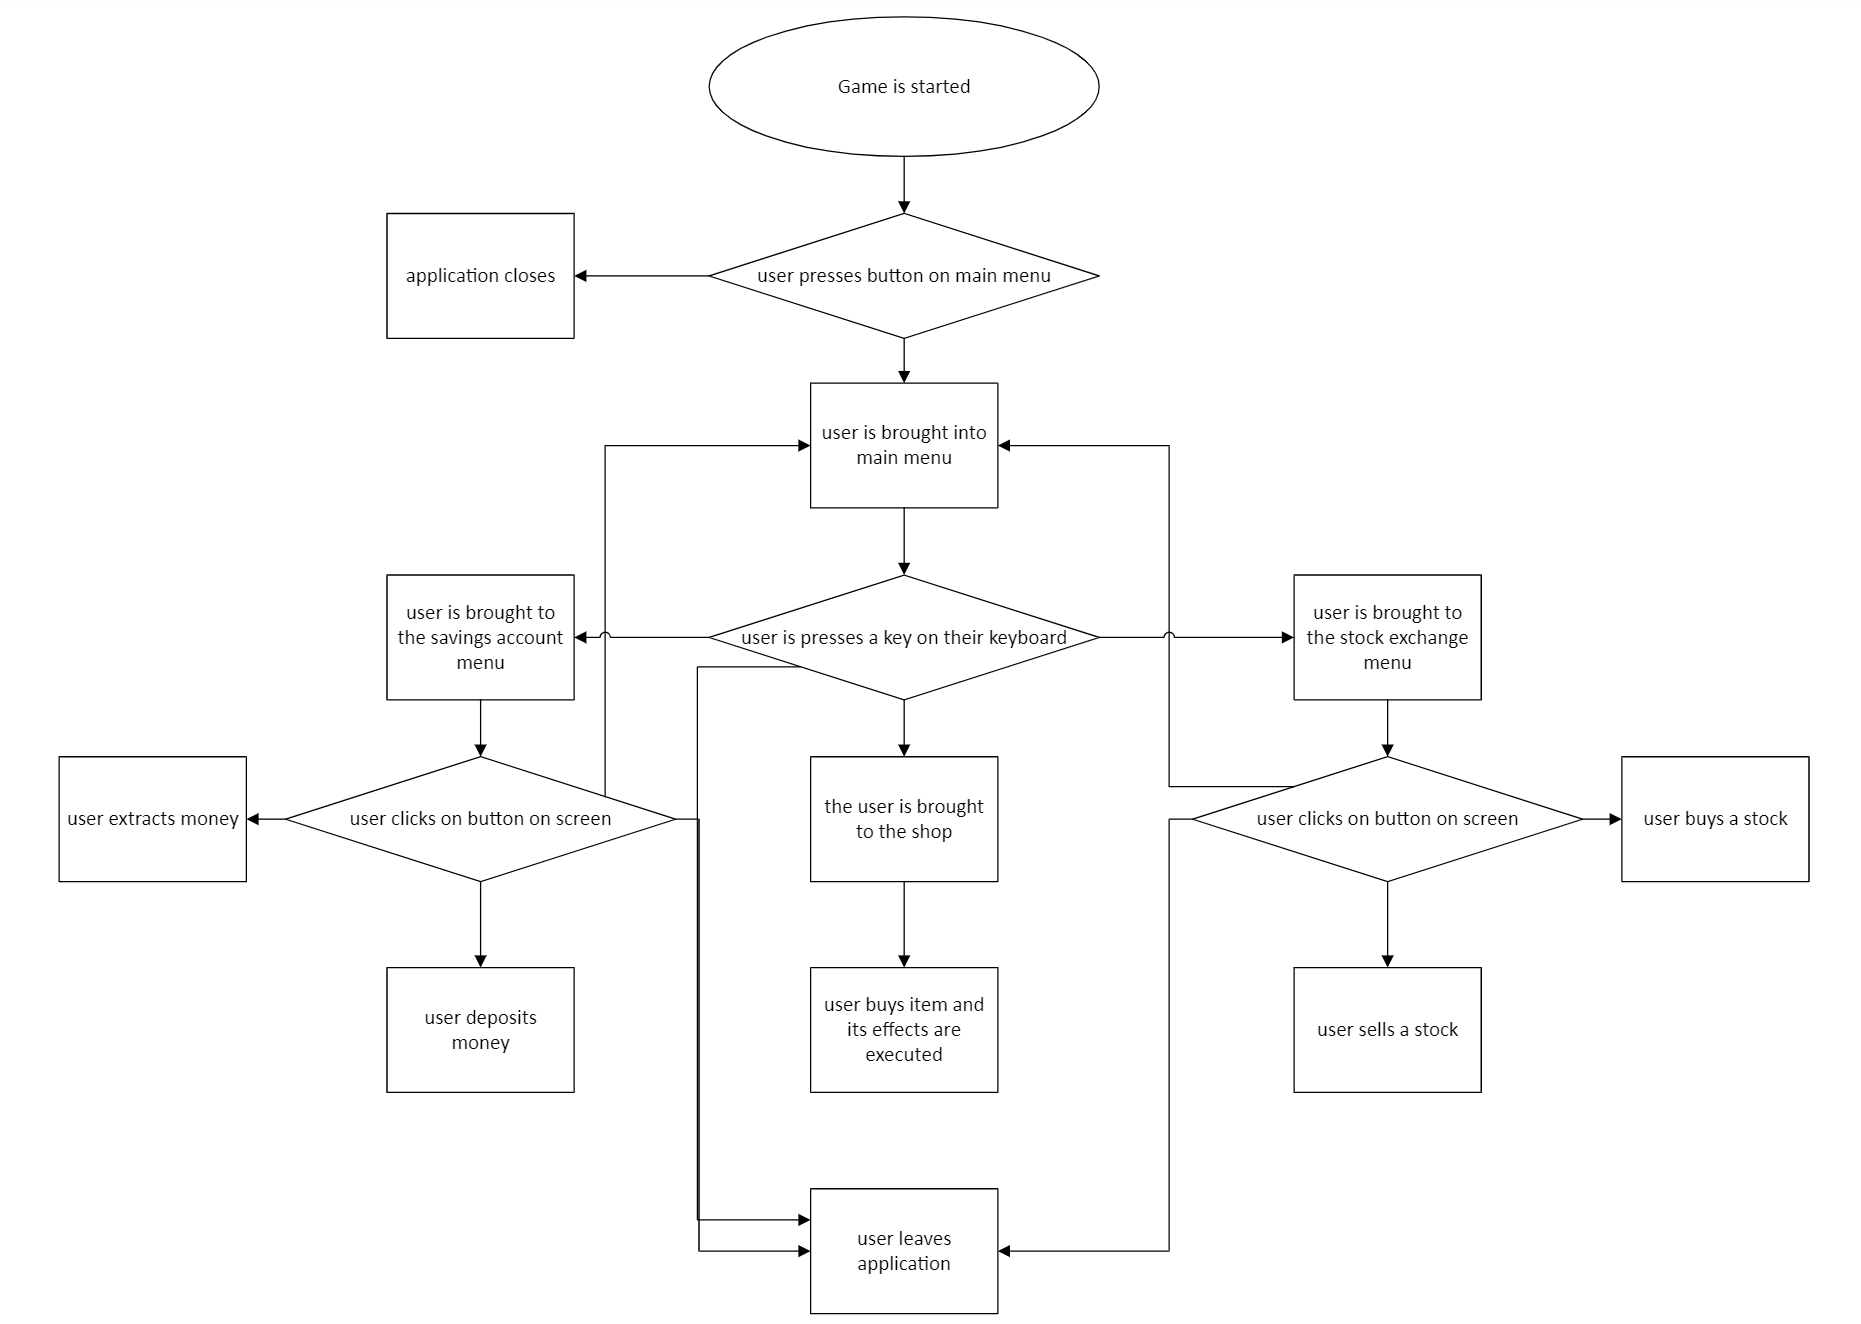 Game is started
application closes
user presses button on main menu
user is brought into
main menu
user is brought to
the savings account
menu
user is presses a key on their keyboard
user is brought to
the stock exchange
menu
user extracts money
user clicks on button on screen
the user is brought
to the shop
user clicks on button on screen
user buys a stock
user deposits
money
user buys item and
its effects are
executed
user sells a stock
user leaves
application